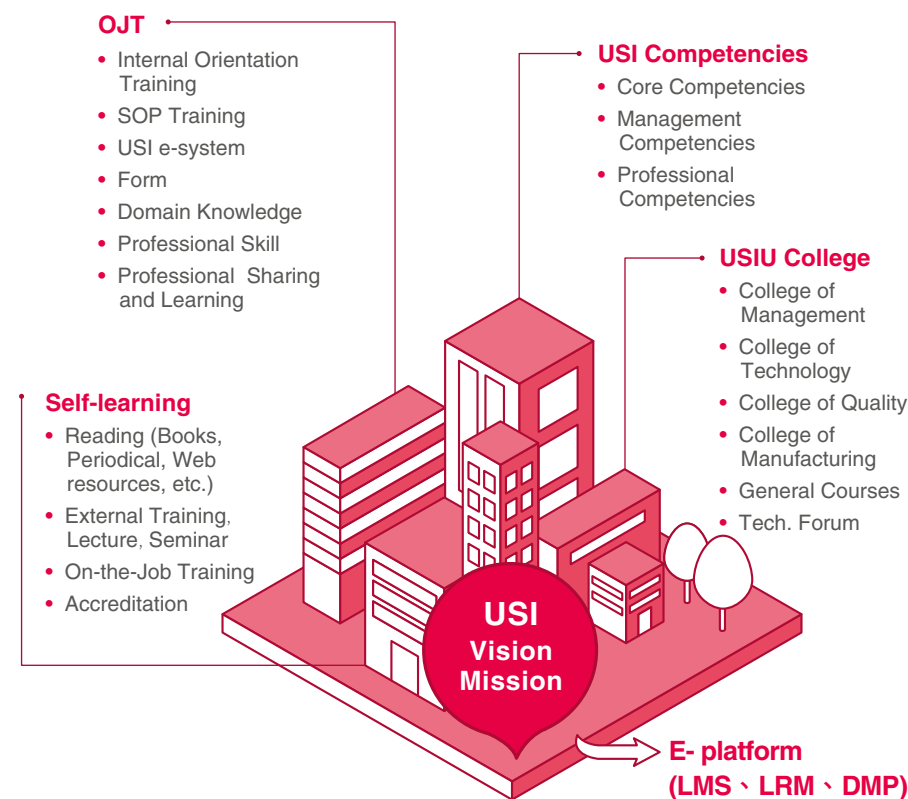 OJT
• Internal Orientation
Training
• SOP Training
• USI e-system
• Form
• Domain Knowledge
• Professional Skill
• Professional Sharing
and Learning
USI Competencies
• Core Competencies
• Management
Competencies
• Professional
Competencies
USIU College
• College of
Management
• College of
Technology
• College of Quality
• College of
Manufacturing
• General Courses
• Tech. Forum
Self-learning
• Reading (Books,
Periodical, Web
resources, etc.)
• External Training,
Lecture, Seminar
• On-the-Job Training
• Accreditation
USI
Vision
Mission
E- platform
(LMS、LRM、DMP)